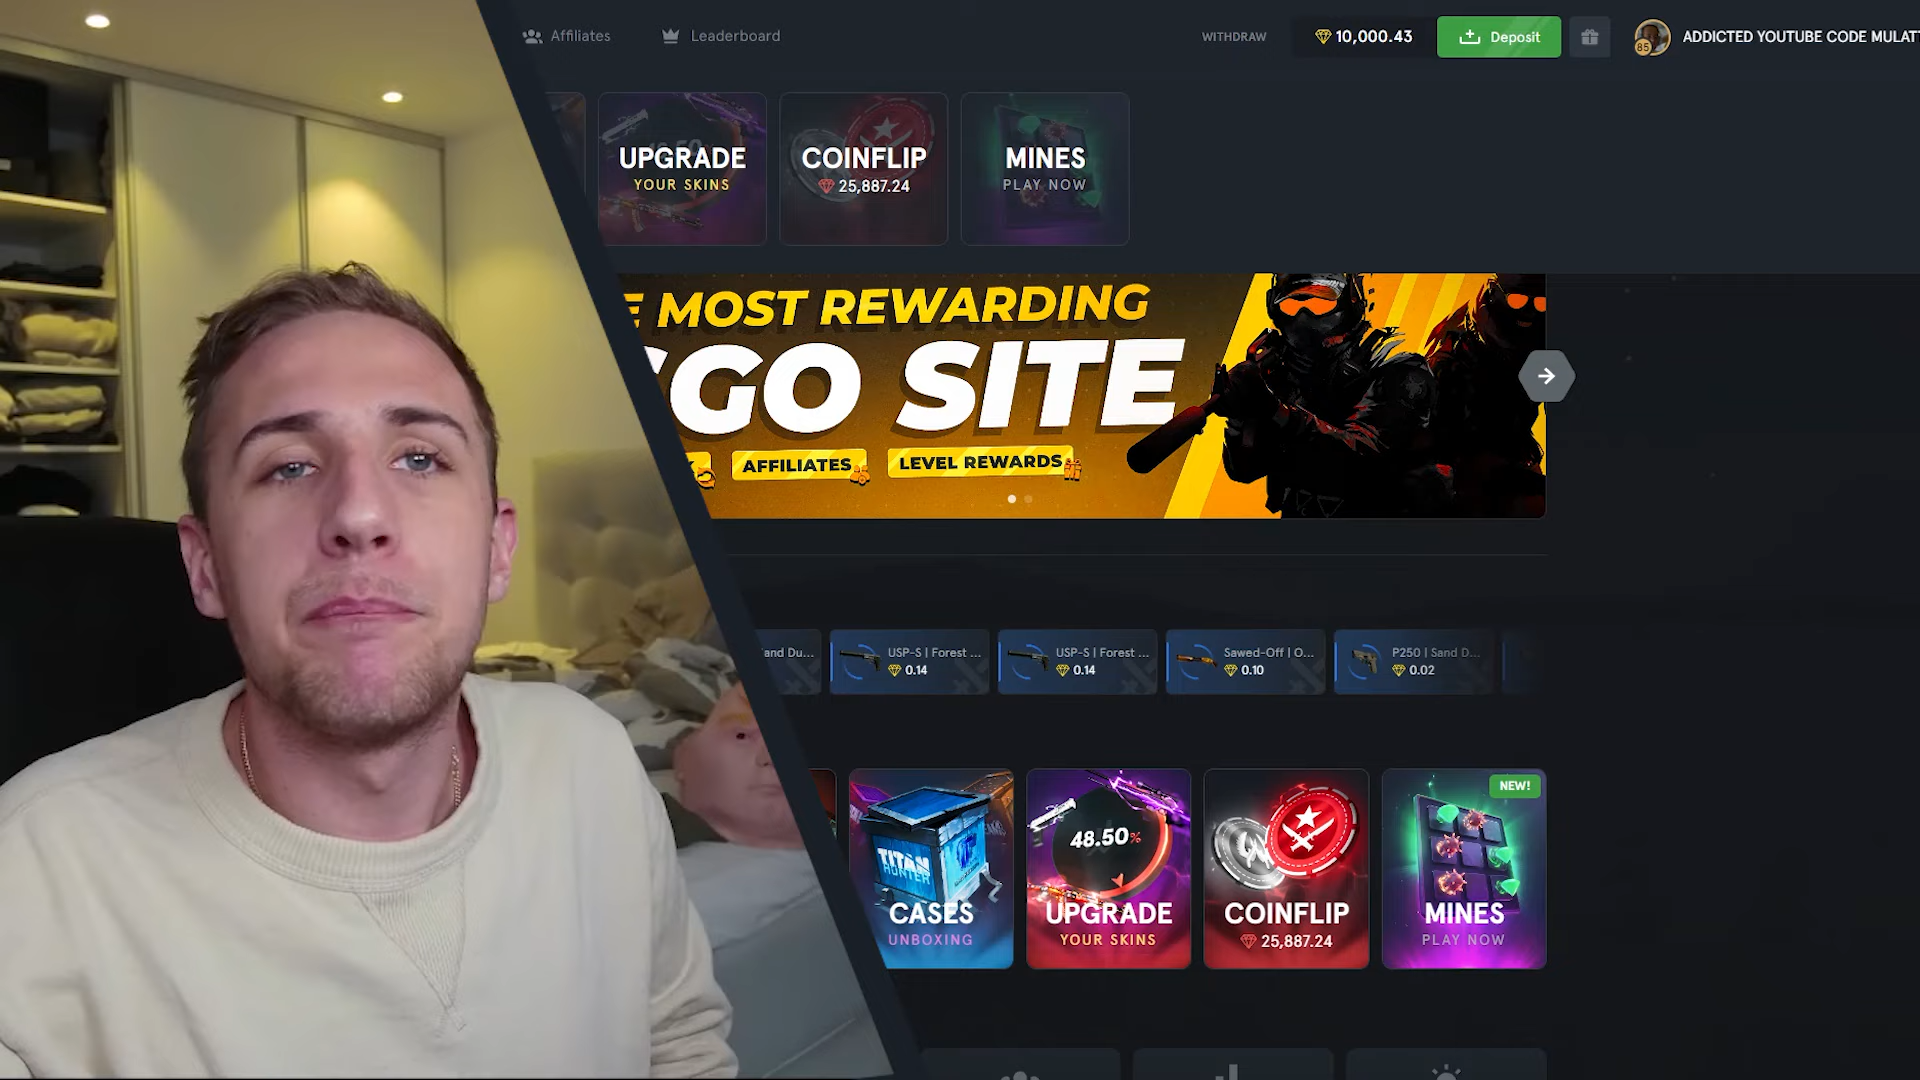 Affiliates
Leaderboard
WITHDRAW
10,000.43
Deposit
85
ADDICTED YOUTUBE CODE MULAT
UPGRADE
YOUR SKINS
COINFLIP
25,887.24
MINES
PLAY NOW
E MOST REWARDING
GO SITE
AFFILIATES
LEVEL REWARDS
and Du...
USP-S | Forest ...
0.14
USP-S | Forest ...
0.14
Sawed-Off | O...
0.10
P250 | Sand D...
0.02
TITAN
HUNTER
CASES
UNBOXING
48.50%
UPGRADE
YOUR SKINS
COINFLIP
25,887.24
NEW!
MINES
PLAY NOW